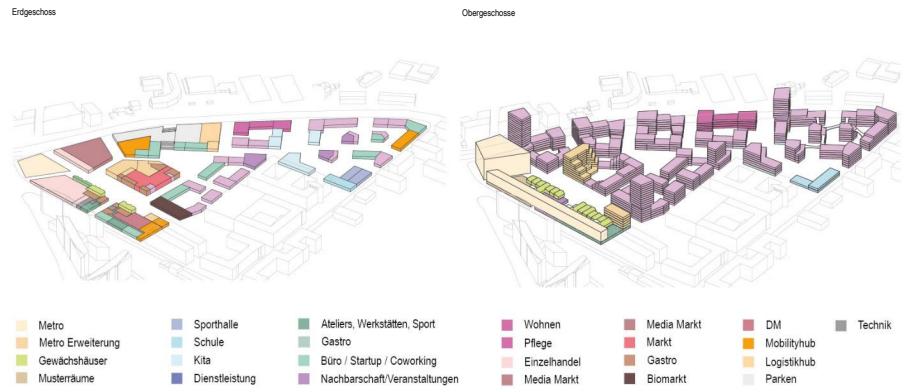 Erdgeschoss
Obergeschosse
Metro
Metro Erweiterung
Gewächshäuser
Musterräume
Sporthalle
Schule
Kita
Dienstleistung
Ateliers, Werkstätten, Sport
Gastro
Büro / Startup / Coworking
Nachbarschaft/Veranstaltungen
Wohnen
Pflege
Einzelhandel
Media Markt
Media Markt
Markt
Gastro
Biomarkt
DM
Mobilityhub
Logistikhub
Parken
Technik